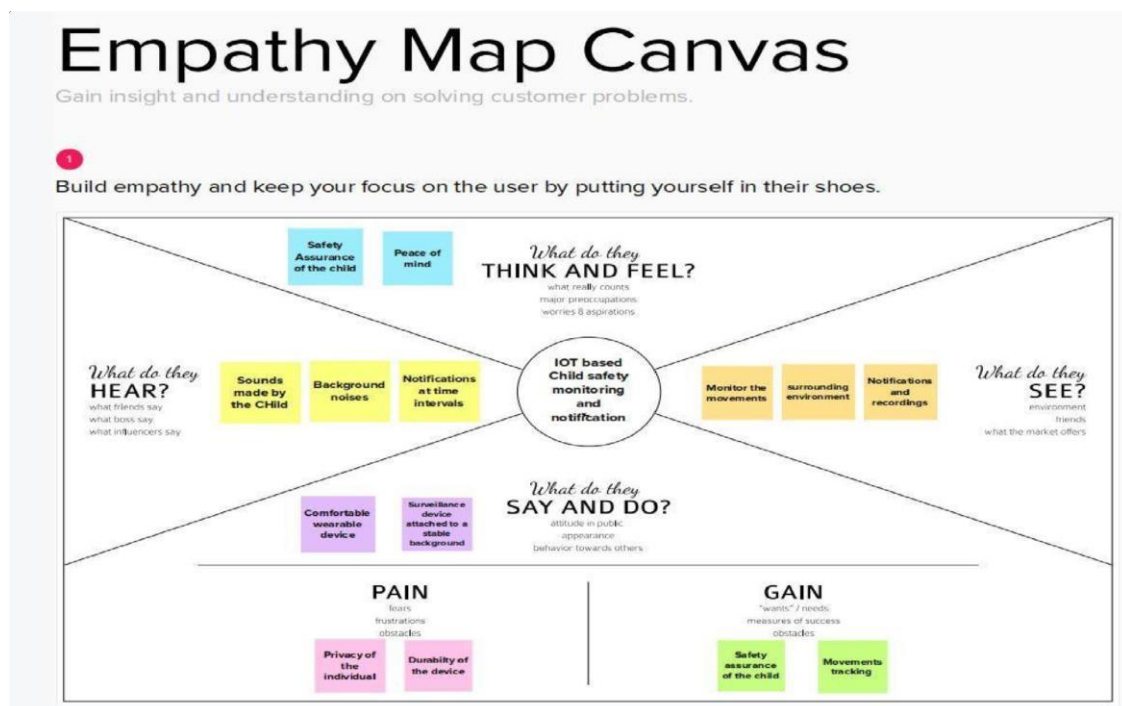 Empathy Map Canvas
Gain insight and understanding on solving customer problems.
1
Build empathy and keep your focus on the user by putting yourself in their shoes.
Safety
Assurance
of the child
Peace of
mind
What do they
THINK AND FEEL?
what really counts
major preoccupations
worries & aspirations
What do they
HEAR?
what friends say
what boss say
what influencers say
Sounds
made by
the CHild
Background
noises
Notifications
at time
intervals
IOT based
Child safety
monitoring
and
notification
Monitor the
movements
surrounding
environment
Notifications
and
recordings
What do they
SEE?
environment
friends
what the market offers
Comfortable
wearable
device
Surveillance
device
attached to a
stable
background
What do they
SAY AND DO?
attitude in public
appearance
behavior towards others
PAIN
fears
frustrations
obstacles
Privacy of
the
individual
Durabilty of
the device
GAIN
"wants" / needs
measures of success
obstacles
Safety
assurance
of the child
Movements
tracking